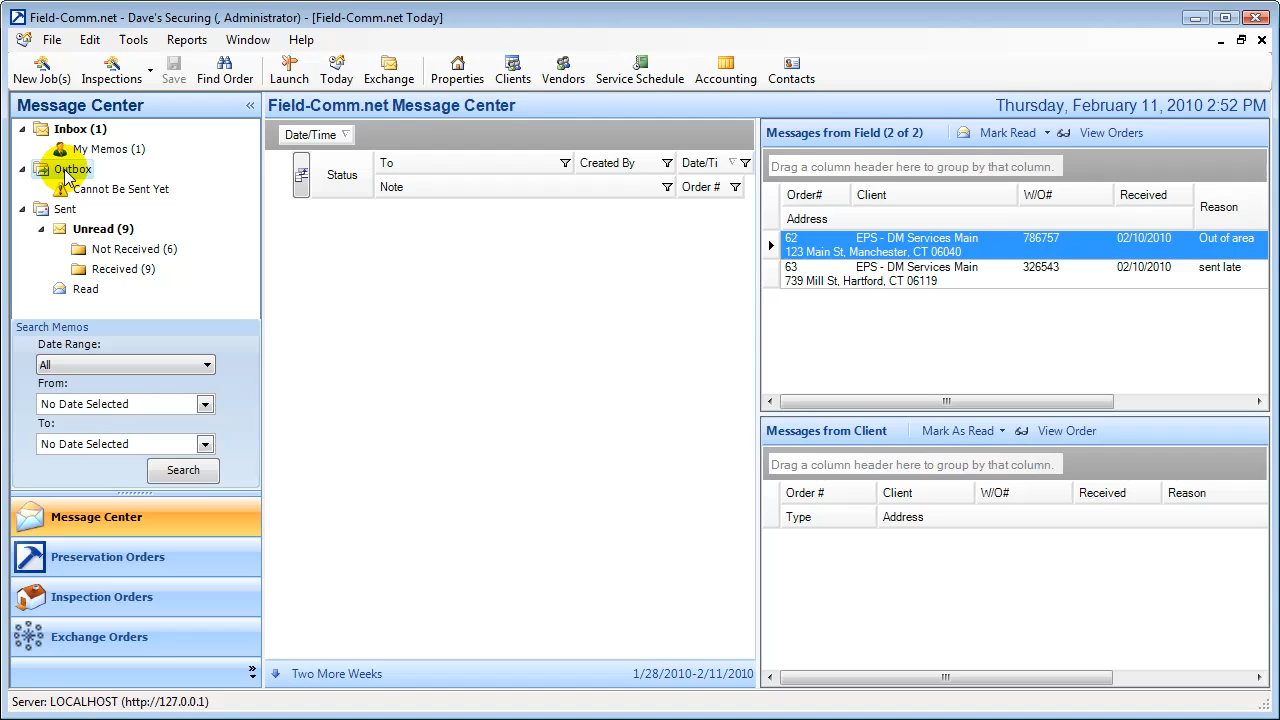 Field-Comm.net - Dave's Securing (, Administrator) - [Field-Comm.net Today]
File Edit Tools Reports Window Help
New Job(s) Inspections Save Find Order Launch Today Exchange Properties Clients Vendors Service Schedule Accounting Contacts
Message Center «
Inbox (1)
My Memos (1)
Outbox
Cannot Be Sent Yet
Sent
Unread (9)
Not Received (6)
Received (9)
Read
Search Memos
Date Range:
All
From:
No Date Selected
To:
No Date Selected
Search
Message Center
Preservation Orders
Inspection Orders
Exchange Orders
»
Field-Comm.net Message Center
Thursday, February 11, 2010 2:52 PM
Date/Time
Status To Created By Date/Ti
Note Order #
Two More Weeks 1/28/2010-2/11/2010
Messages from Field (2 of 2) Mark Read View Orders
Drag a column header here to group by that column.
Order# Client W/O# Received Reason
Address
62 EPS - DM Services Main 786757 02/10/2010 Out of area
123 Main St, Manchester, CT 06040
63 EPS - DM Services Main 326543 02/10/2010 sent late
739 Mill St, Hartford, CT 06119
Messages from Client Mark As Read View Order
Drag a column header here to group by that column.
Order # Client W/O# Received Reason
Type Address
Server: LOCALHOST (http://127.0.0.1)